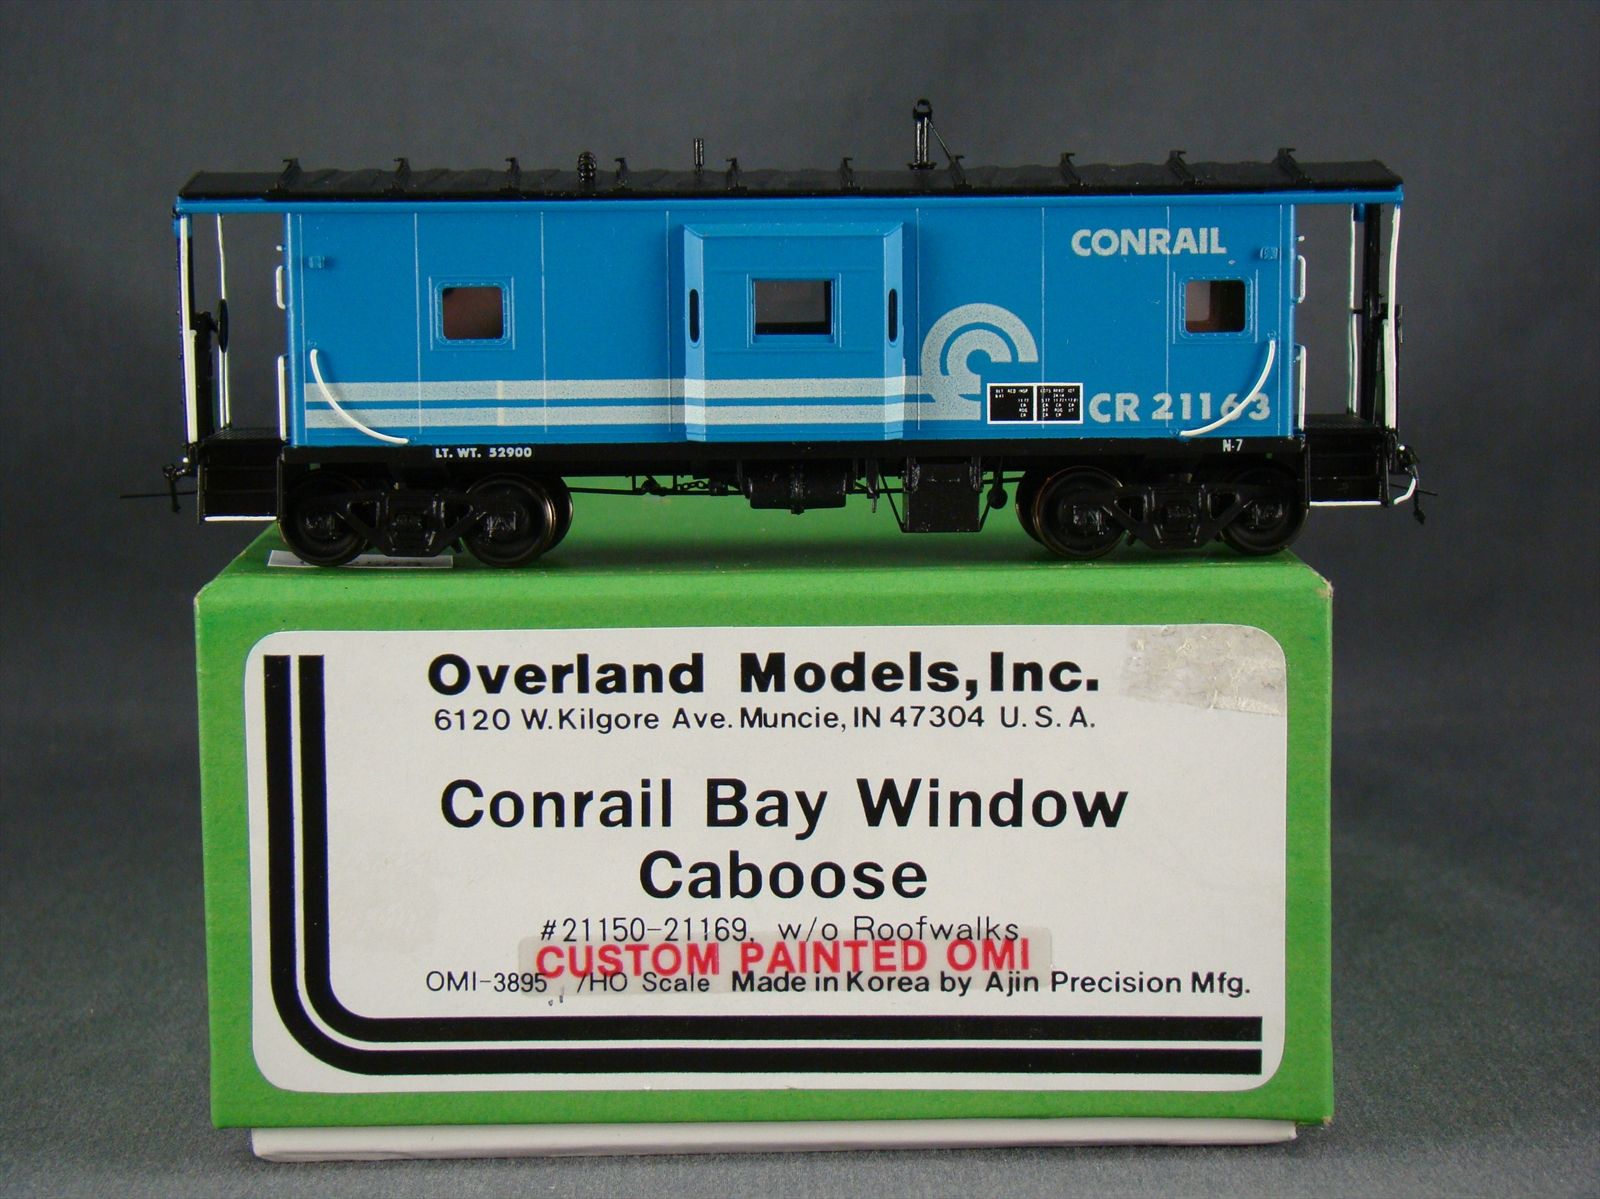 CONRAIL
CR 21163
LT. WT. 52900
N-7
Overland Models, Inc.
6120 W. Kilgore Ave. Muncie, IN 47304 U. S. A.
Conrail Bay Window
Caboose
#21150-21169, w/o Roofwalks
CUSTOM PAINTED OMI
OMI-3895 /HO Scale Made in Korea by Ajin Precision Mfg.